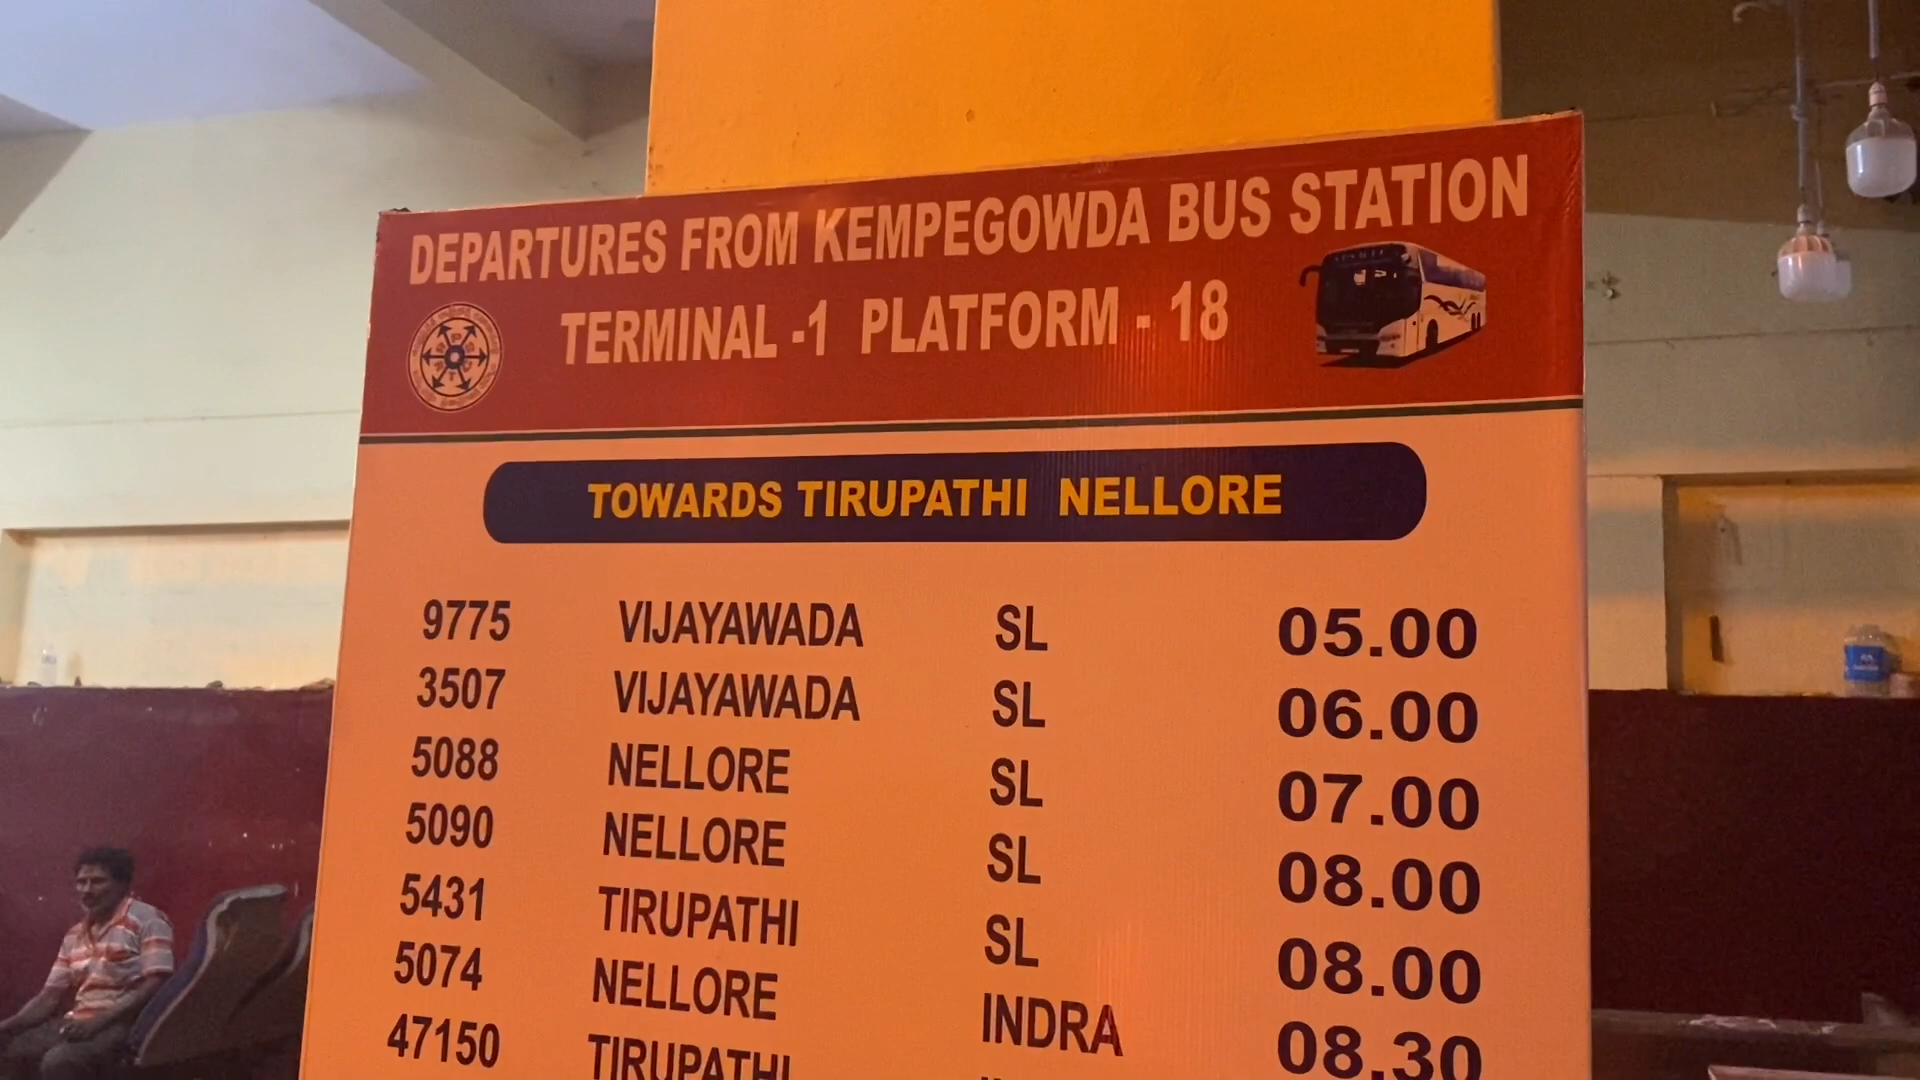 DEPARTURES FROM KEMPEGOWDA BUS STATION
TERMINAL -1 PLATFORM - 18
TOWARDS TIRUPATHI NELLORE
9775 VIJAYAWADA SL 05.00
3507 VIJAYAWADA SL 06.00
5088 NELLORE SL 07.00
5090 NELLORE SL 08.00
5431 TIRUPATHI SL 08.00
5074 NELLORE INDRA 08.30
47150 TIRUPATHI